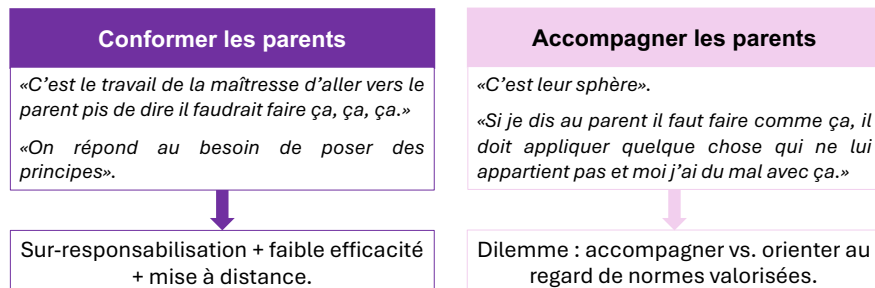 Conformer les parents
«C’est le travail de la maîtresse d’aller vers le
parent pis de dire il faudrait faire ça, ça, ça.»
«On répond au besoin de poser des
principes».
Sur-responsabilisation + faible efficacité
+ mise à distance.
Accompagner les parents
«C’est leur sphère».
«Si je dis au parent il faut faire comme ça, il
doit appliquer quelque chose qui ne lui
appartient pas et moi j’ai du mal avec ça.»
Dilemme : accompagner vs. orienter au
regard de normes valorisées.